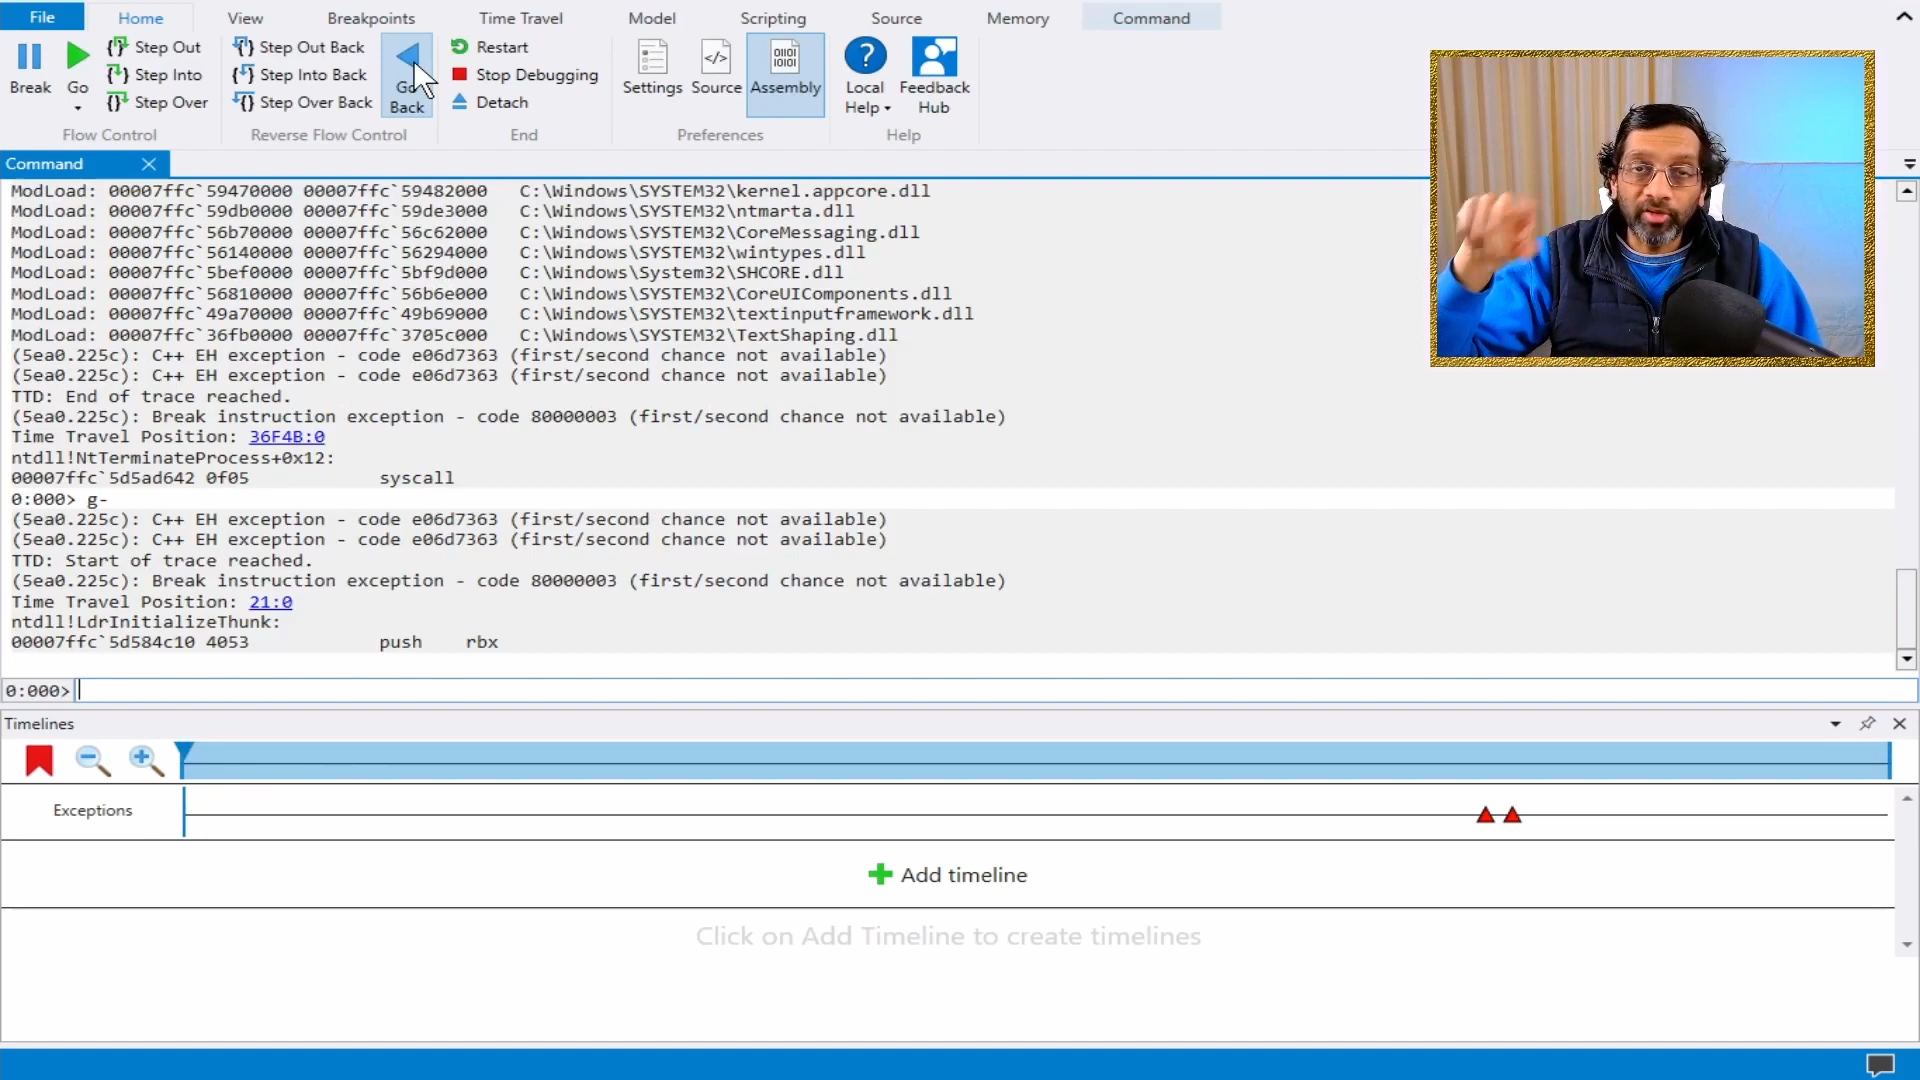 File Home View Breakpoints Time Travel Model Scripting Source Memory Command
Break
Go
Step Out
Step Into
Step Over
Flow Control
Step Out Back
Step Into Back
Step Over Back
Go
Back
Reverse Flow Control
Restart
Stop Debugging
Detach
End
Settings
Source
Assembly
Preferences
Local
Help
Feedback
Hub
Help
Command
ModLoad: 00007ffc`59470000 00007ffc`59482000   C:\Windows\SYSTEM32\kernel.appcore.dll
ModLoad: 00007ffc`59db0000 00007ffc`59de3000   C:\Windows\SYSTEM32\ntmarta.dll
ModLoad: 00007ffc`56b70000 00007ffc`56c62000   C:\Windows\SYSTEM32\CoreMessaging.dll
ModLoad: 00007ffc`56140000 00007ffc`56294000   C:\Windows\SYSTEM32\wintypes.dll
ModLoad: 00007ffc`5bef0000 00007ffc`5bf9d000   C:\Windows\System32\SHCORE.dll
ModLoad: 00007ffc`56810000 00007ffc`56b6e000   C:\Windows\SYSTEM32\CoreUIComponents.dll
ModLoad: 00007ffc`49a70000 00007ffc`49b69000   C:\Windows\SYSTEM32\textinputframework.dll
ModLoad: 00007ffc`36fb0000 00007ffc`3705c000   C:\Windows\SYSTEM32\TextShaping.dll
(5ea0.225c): C++ EH exception - code e06d7363 (first/second chance not available)
(5ea0.225c): C++ EH exception - code e06d7363 (first/second chance not available)
TTD: End of trace reached.
(5ea0.225c): Break instruction exception - code 80000003 (first/second chance not available)
Time Travel Position: 36F4B:0
ntdll!NtTerminateProcess+0x12:
00007ffc`5d5ad642 0f05            syscall
0:000> g-
(5ea0.225c): C++ EH exception - code e06d7363 (first/second chance not available)
(5ea0.225c): C++ EH exception - code e06d7363 (first/second chance not available)
TTD: Start of trace reached.
(5ea0.225c): Break instruction exception - code 80000003 (first/second chance not available)
Time Travel Position: 21:0
ntdll!LdrInitializeThunk:
00007ffc`5d584c10 4053            push    rbx
0:000>
Timelines
Exceptions
Add timeline
Click on Add Timeline to create timelines